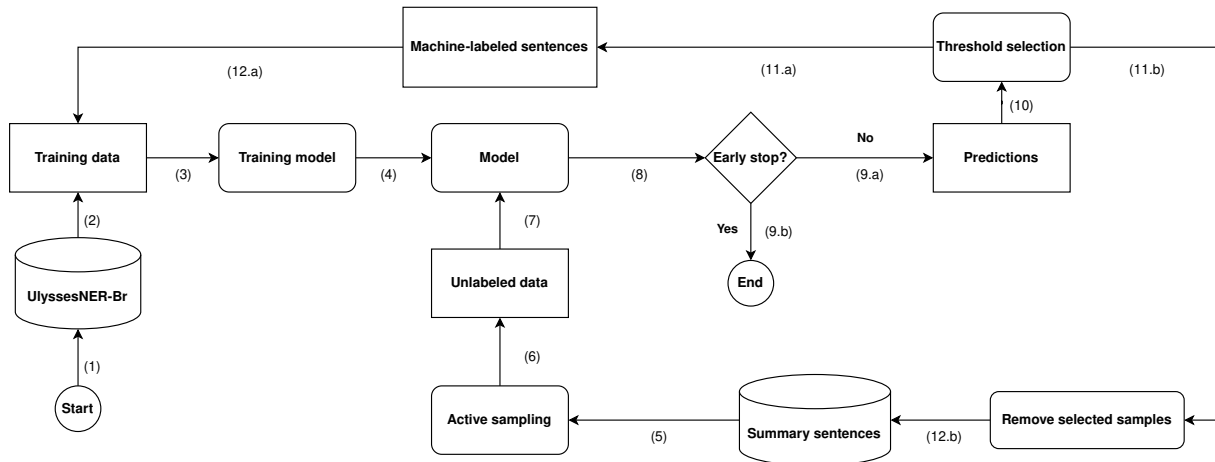 Machine-labeled sentences
Threshold selection
(12.a)
(11.a)
(11.b)
(10)
Training data
Training model
Model
Early stop?
No
Predictions
(3)
(4)
(8)
(9.a)
(2)
(7)
Yes
(9.b)
UlyssesNER-Br
Unlabeled data
End
(1)
(6)
Start
Active sampling
Summary sentences
Remove selected samples
(5)
(12.b)